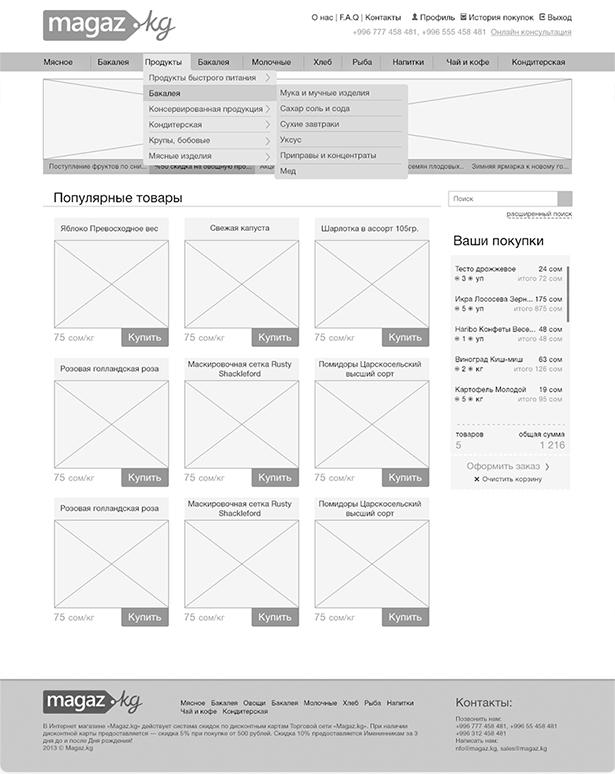 magaz.kg
О нас | F.A.Q | Контакты Профиль История покупок Выход
+996 777 458 481, +996 555 458 481 Онлайн консультация
Мясное Бакалея Продукты Бакалея Молочные Хлеб Рыба Напитки Чай и кофе Кондитерская
Продукты быстрого питания
Бакалея
Консервированная продукция
Кондитерская
Крупы, бобовые
Мясные изделия
Мука и мучные изделия
Сахар соль и сода
Сухие завтраки
Уксус
Приправы и концентраты
Мед
Поступление фруктов по сни... %50 скидка на овощную про... семян плодовых... Зимняя ярмарка к новому го...
Популярные товары
Яблоко Превосходное вес
75 сом/кг Купить
Свежая капуста
75 сом/кг Купить
Шарлотка в ассорт 105гр.
75 сом/кг Купить
Розовая голландская роза
75 сом/кг Купить
Маскировочная сетка Rusty
Shackleford
75 сом/кг Купить
Помидоры Царскосельский
высший сорт
75 сом/кг Купить
Розовая голландская роза
75 сом/кг Купить
Маскировочная сетка Rusty
Shackleford
75 сом/кг Купить
Помидоры Царскосельский
высший сорт
75 сом/кг Купить
Поиск
расширенный поиск
Ваши покупки
Тесто дрожжевое 24 сом
3 уп итого 72 сом
Икра Лососева Зерн... 175 сом
5 уп итого 875 сом
Haribo Конфеты Весе... 48 сом
1 уп итого 48 сом
Виноград Киш-миш 63 сом
2 кг итого 126 сом
Картофель Молодой 19 сом
5 кг итого 95 сом
товаров общая сумма
5 1 216
Оформить заказ
Очистить корзину
magaz.kg
Мясное Бакалея Овощи Бакалея Молочные Хлеб Рыба Напитки
Чай и кофе Кондитерская
В Интернет магазине «Magaz.kg» действует система скидок по дисконтным картам Торговой сети «Magaz.kg». При наличии
дисконтной карты предоставляется — скидка 5% при покупке от 500 рублей. Скидка 10% предоставляется Именинникам за 3
дня до и после Дня рождения!
2013 © Magaz.kg
Контакты:
Позвонить нам:
+996 777 458 481, +996 55 458 481
+996 312 458 481
Написать нам:
nfo@magaz.kg, sales@magaz.kg